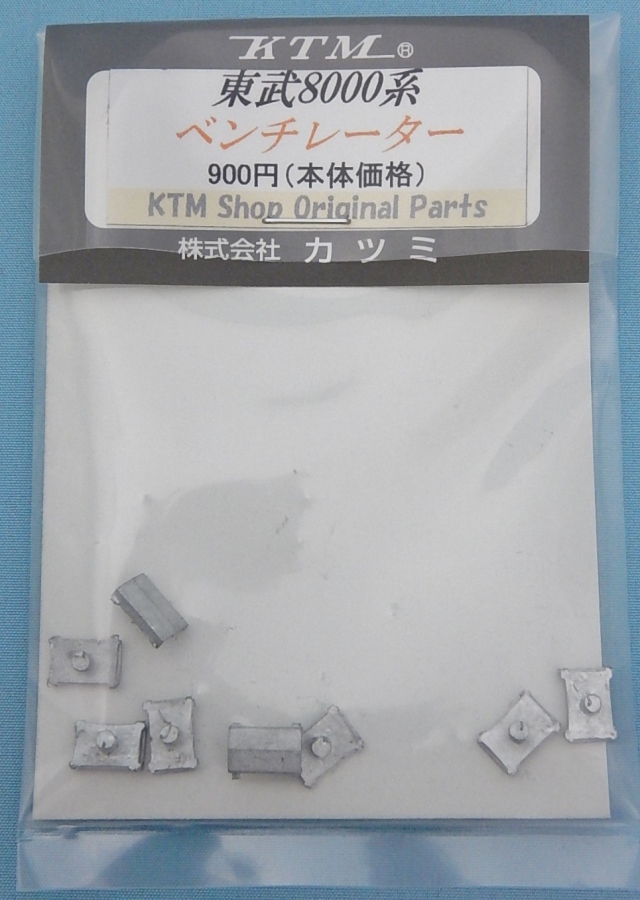 KTM®
東武8000系
ベンチレーター
900円(本体価格)
KTM Shop Original Parts
株式会社 カツミ